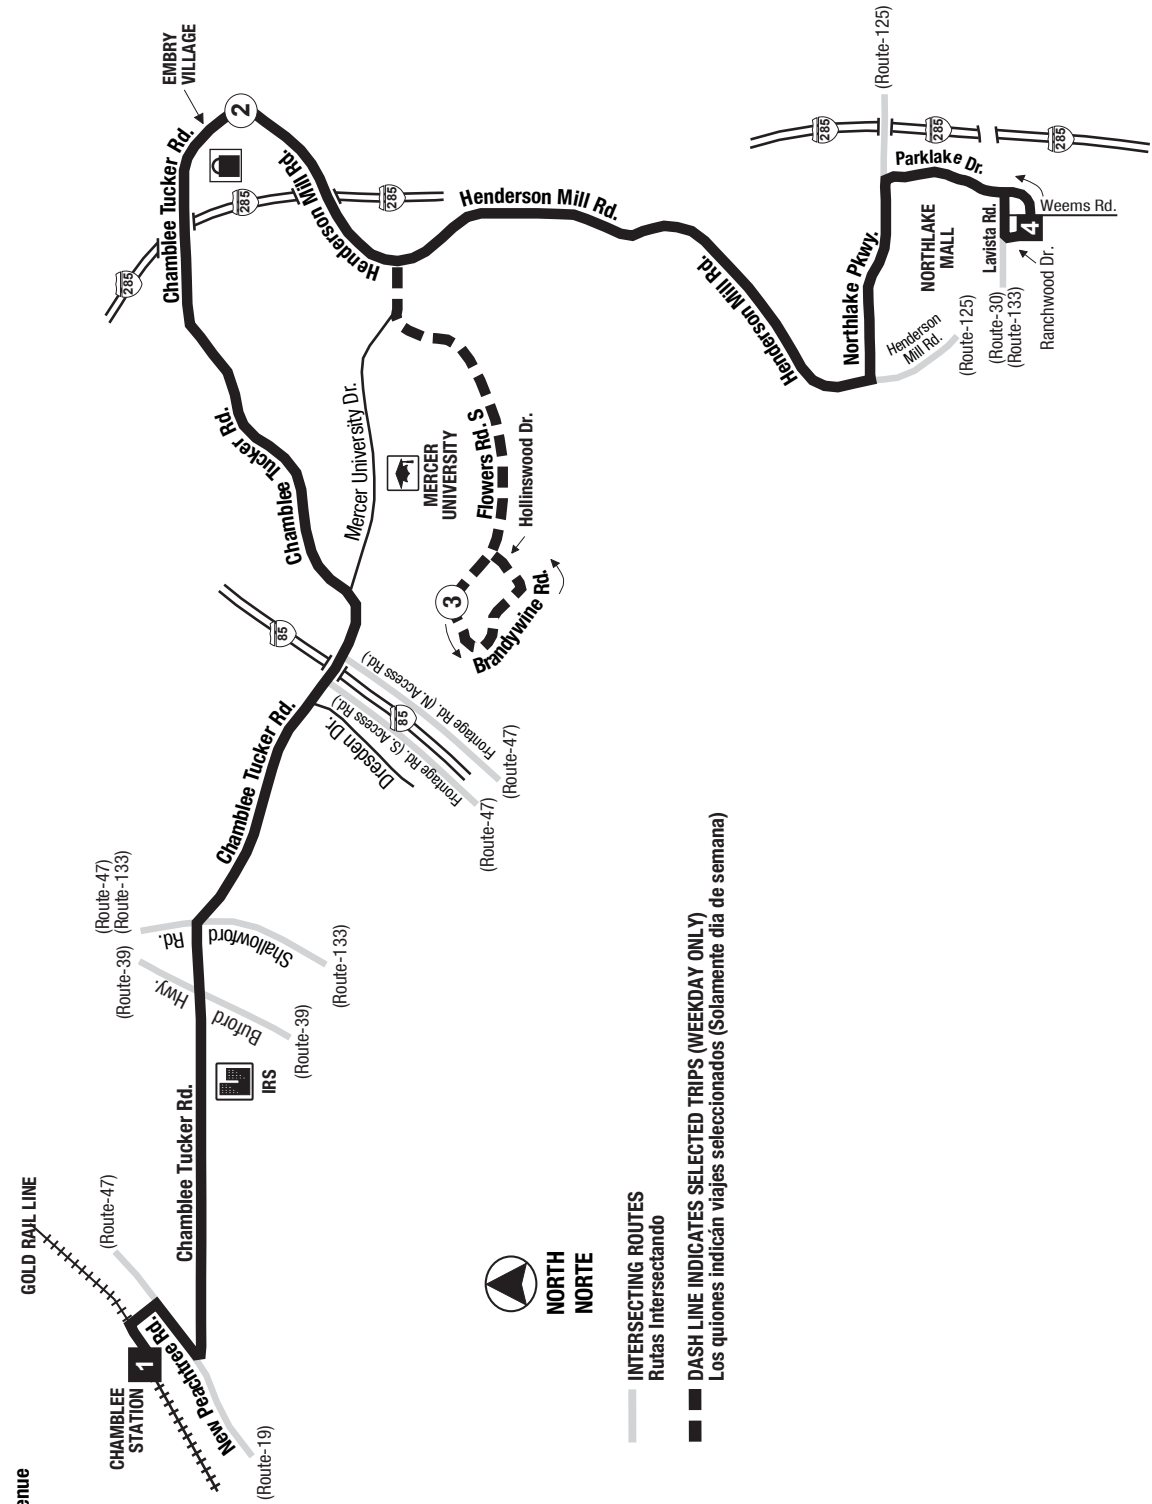 enue
GOLD RAIL LINE
CHAMBLEE
STATION
1
New Peachtree Rd.
(Route-19)
(Route-47)
Chamblee Tucker Rd.
IRS
Buford Hwy.
(Route-39)
(Route-39)
Shallowford Rd.
(Route-47)
(Route-133)
(Route-133)
Chamblee Tucker Rd.
Dresden Dr.
Frontage Rd. (S. Access Rd.)
Frontage Rd. (N. Access Rd.)
(Route-47)
(Route-47)
85
85
Chamblee Tucker Rd.
Mercer University Dr.
MERCER
UNIVERSITY
Flowers Rd. S
Hollinswood Dr.
3
Brandywine Rd.
Chamblee Tucker Rd.
EMBRY
VILLAGE
2
285
285
285
Henderson Mill Rd.
Henderson
Henderson Mill Rd.
Henderson Mill Rd.
Northlake Pkwy.
Henderson
Mill Rd.
(Route-125)
(Route-125)
285
285
285
Parklake Dr.
NORTHLAKE
MALL
Lavista Rd.
(Route-30)
(Route-133)
Ranchwood Dr.
Weems Rd.
4
NORTH
NORTE
INTERSECTING ROUTES
Rutas Intersectando
DASH LINE INDICATES SELECTED TRIPS (WEEKDAY ONLY)
Los quiones indicán viajes seleccionados (Solamente dia de semana)